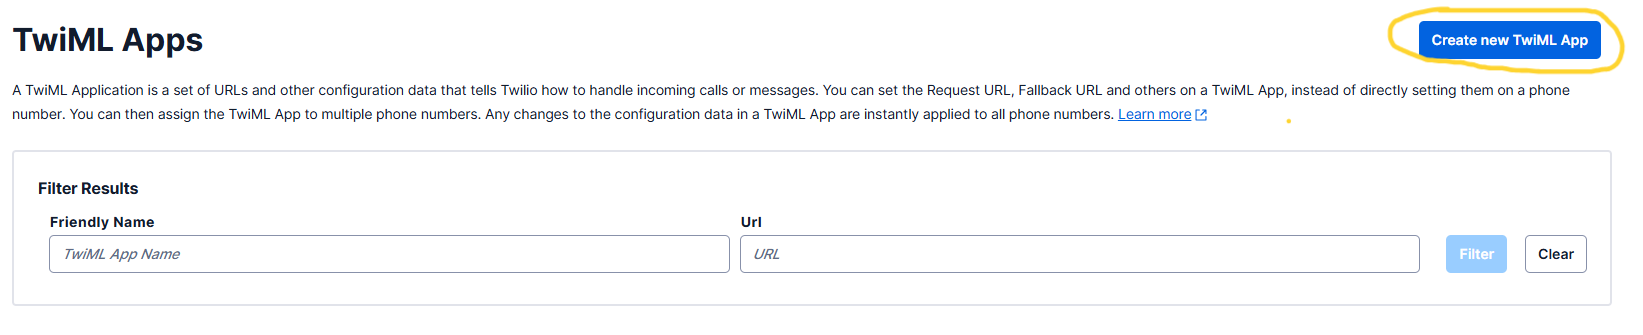 TwiML Apps
Create new TwiML App
A TwiML Application is a set of URLs and other configuration data that tells Twilio how to handle incoming calls or messages. You can set the Request URL, Fallback URL and others on a TwiML App, instead of directly setting them on a phone
number. You can then assign the TwiML App to multiple phone numbers. Any changes to the configuration data in a TwiML App are instantly applied to all phone numbers. Learn more
Filter Results
Friendly Name
Url
TwiML App Name
URL
Filter
Clear